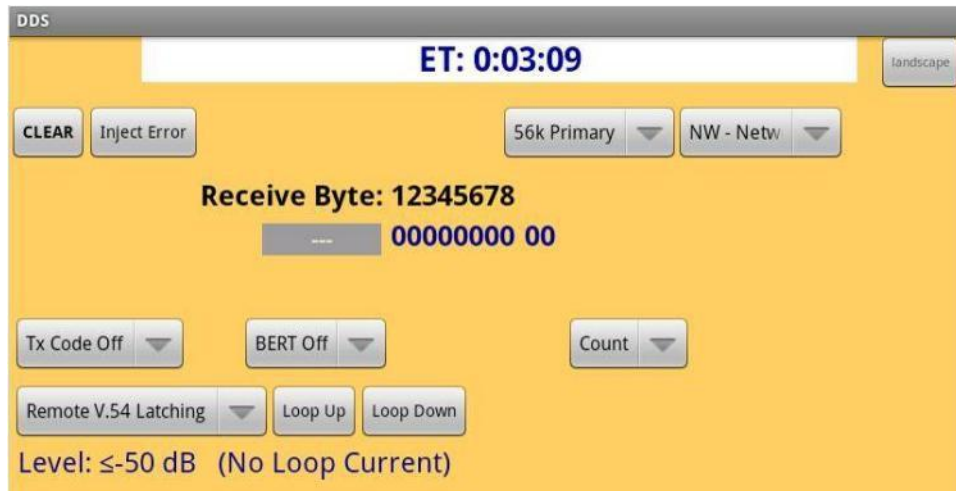 DDS
ET: 0:03:09
landscape
CLEAR Inject Error 56k Primary NW - Netw
Receive Byte: 12345678
--- 00000000 00
Tx Code Off BERT Off Count
Remote V.54 Latching Loop Up Loop Down
Level: ≤-50 dB (No Loop Current)